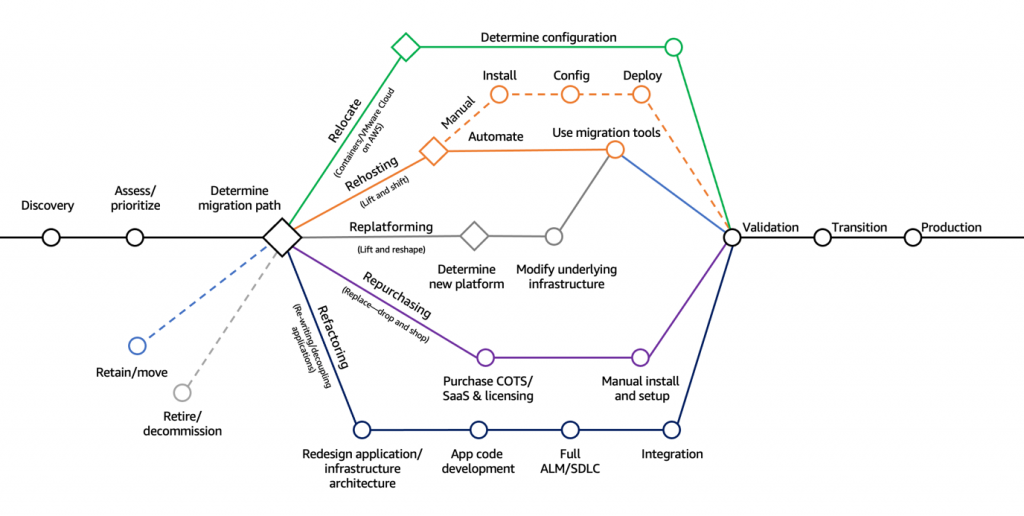 Determine configuration
Install
Config
Deploy
Manual
Relocate
(Containers/VMware Cloud
on AWS)
Automate
Use migration tools
Rehosting
(Lift and shift)
Discovery
Assess/
prioritize
Determine
migration path
Replatforming
(Lift and reshape)
Validation
Transition
Production
Determine
new platform
Modify underlying
infrastructure
Repurchasing
(Replace—drop and shop)
Refactoring
(Re-writing/decoupling
applications)
Retain/move
Retire/
decommission
Purchase COTS/
SaaS & licensing
Manual install
and setup
Redesign application/
infrastructure
architecture
App code
development
Full
ALM/SDLC
Integration